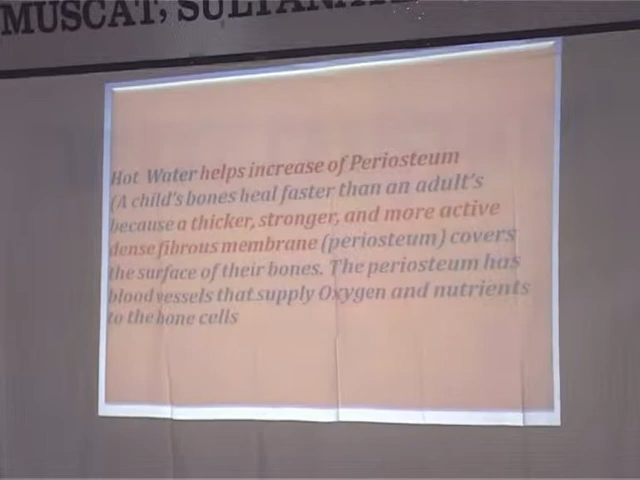 MUSCAT, SULTANATE
Hot Water helps increase of Periosteum
(A child's bones heal faster than an adult's
because a thicker, stronger, and more active
dense fibrous membrane (periosteum) covers
the surface of their bones. The periosteum has
blood vessels that supply Oxygen and nutrients
to the bone cells